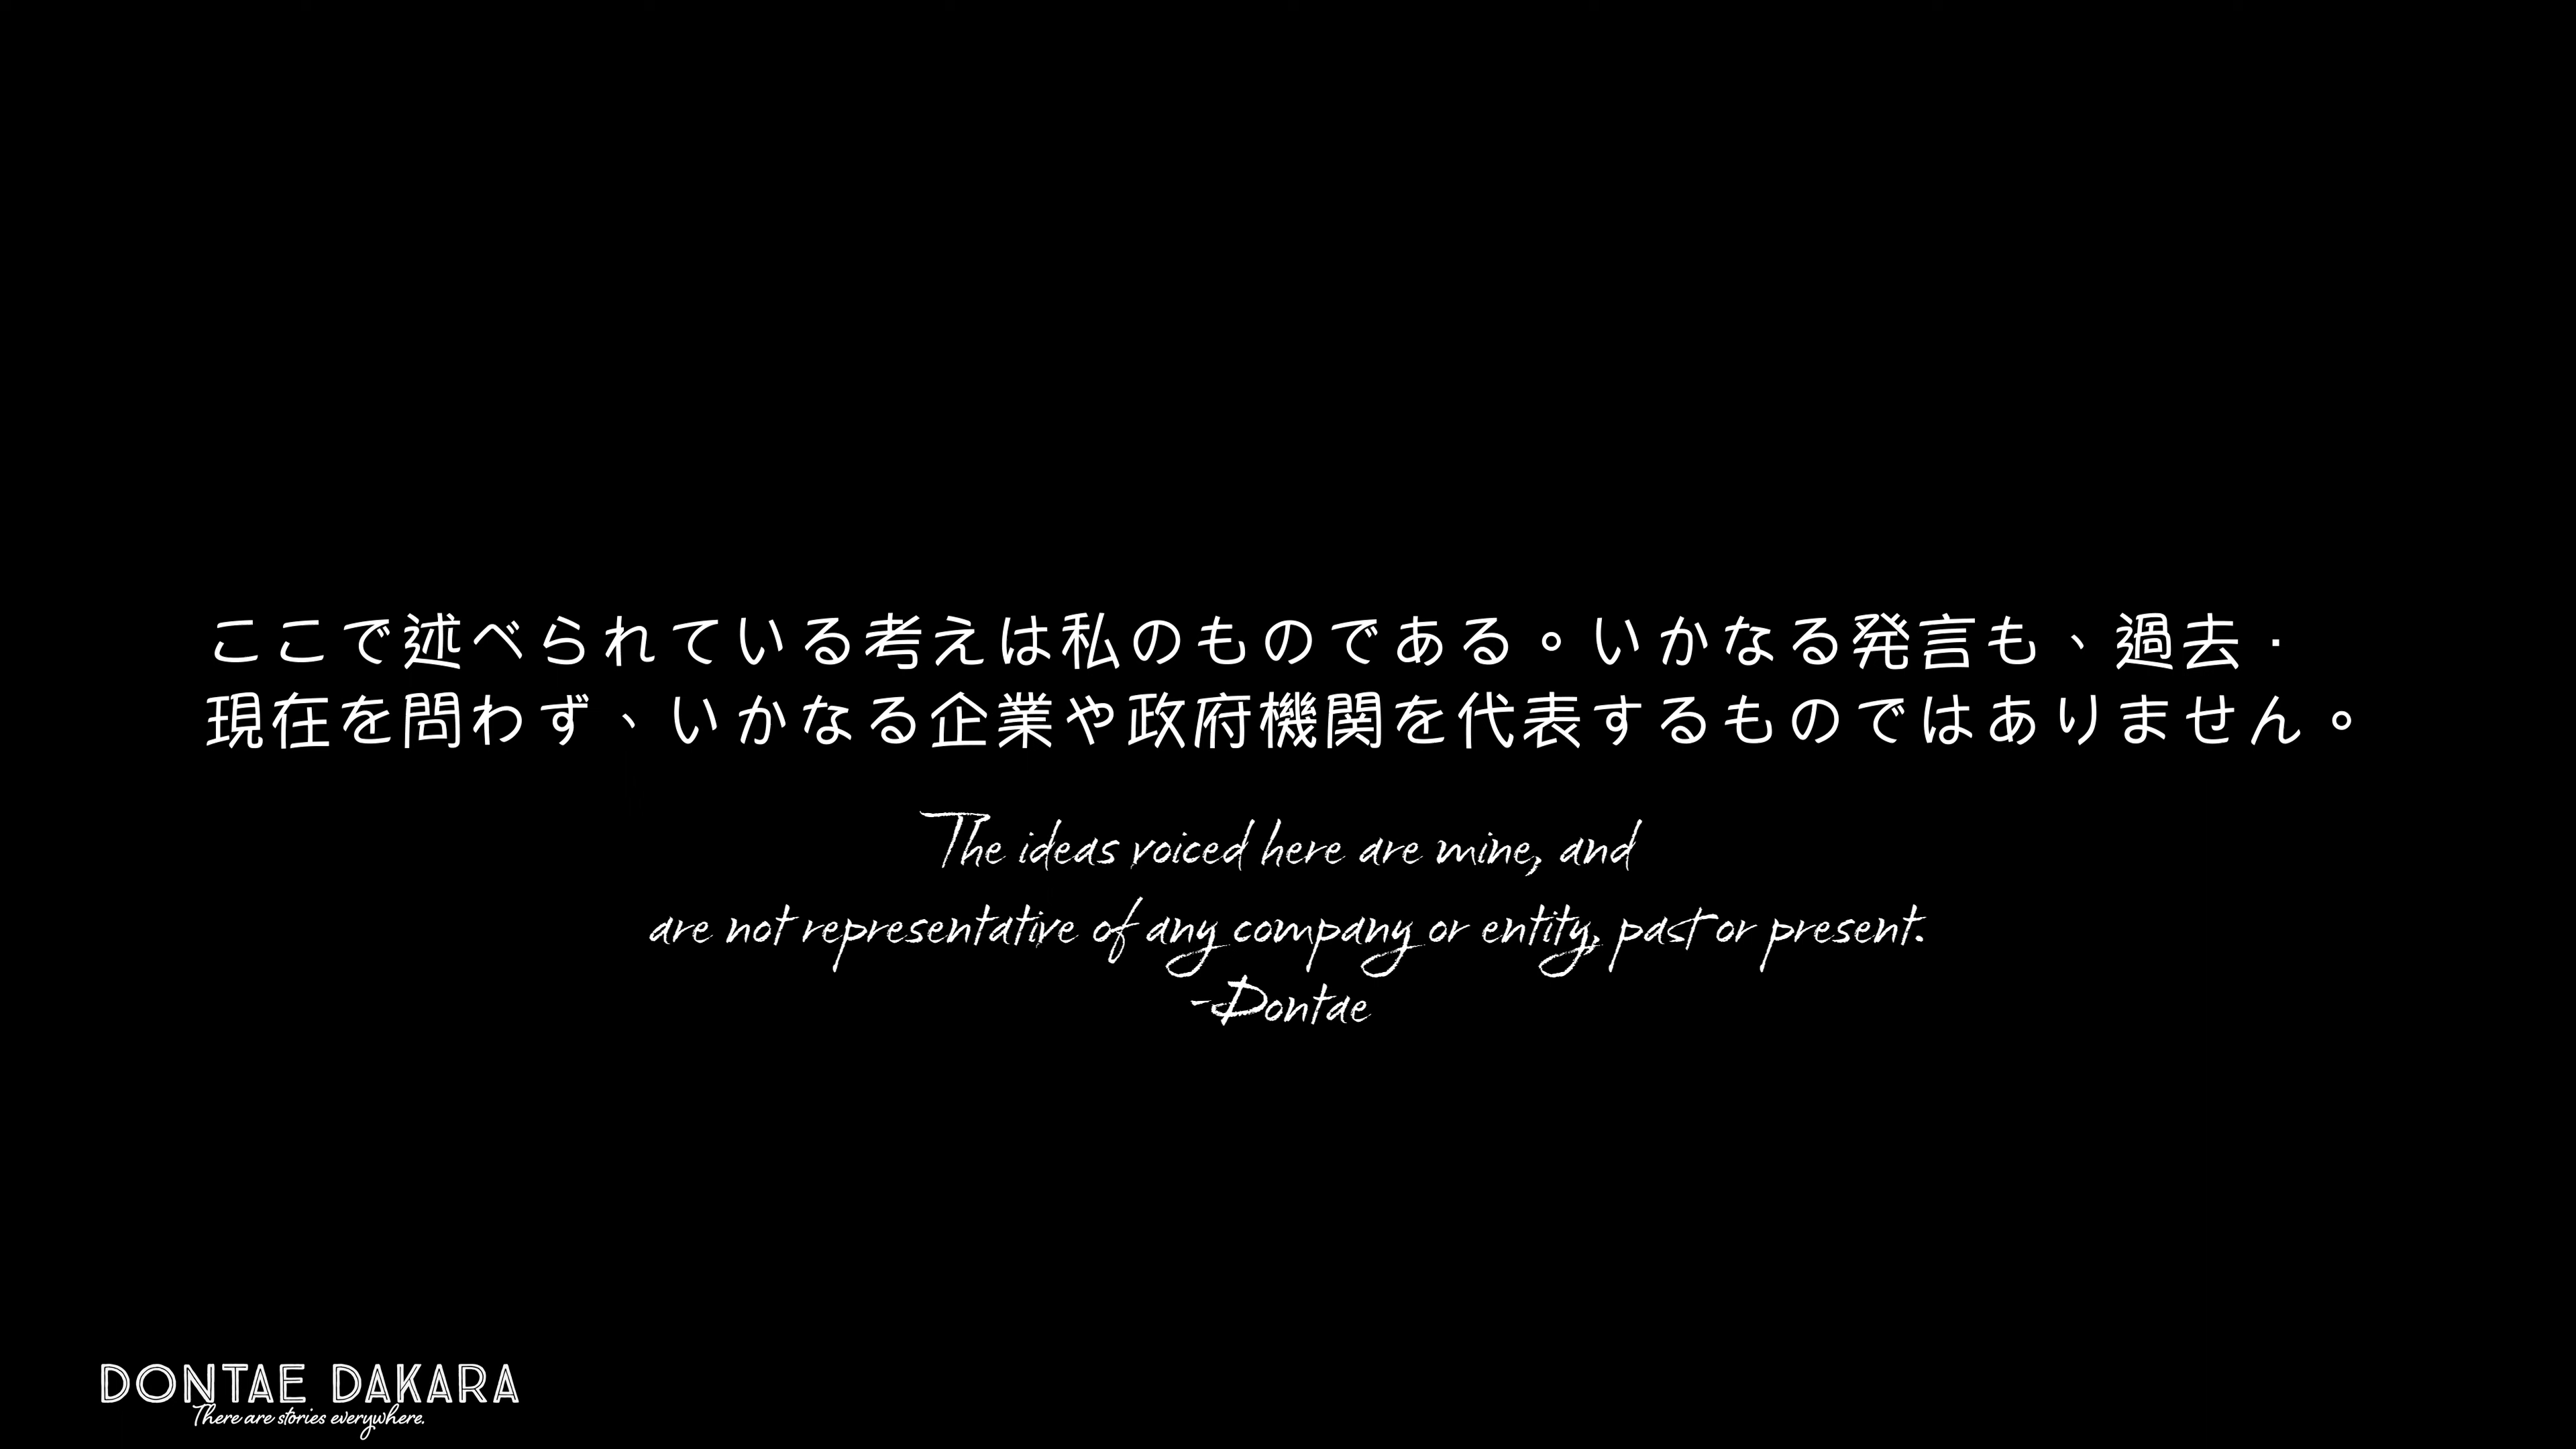 ここで述べられている考えは私のものである。いかなる発言も、過去・
現在を問わず、いかなる企業や政府機関を代表するものではありません。
The ideas voiced here are mine, and
are not representative of any company or entity, past or present.
-Dontae
DONTAE DAKARA
There are stories everywhere.